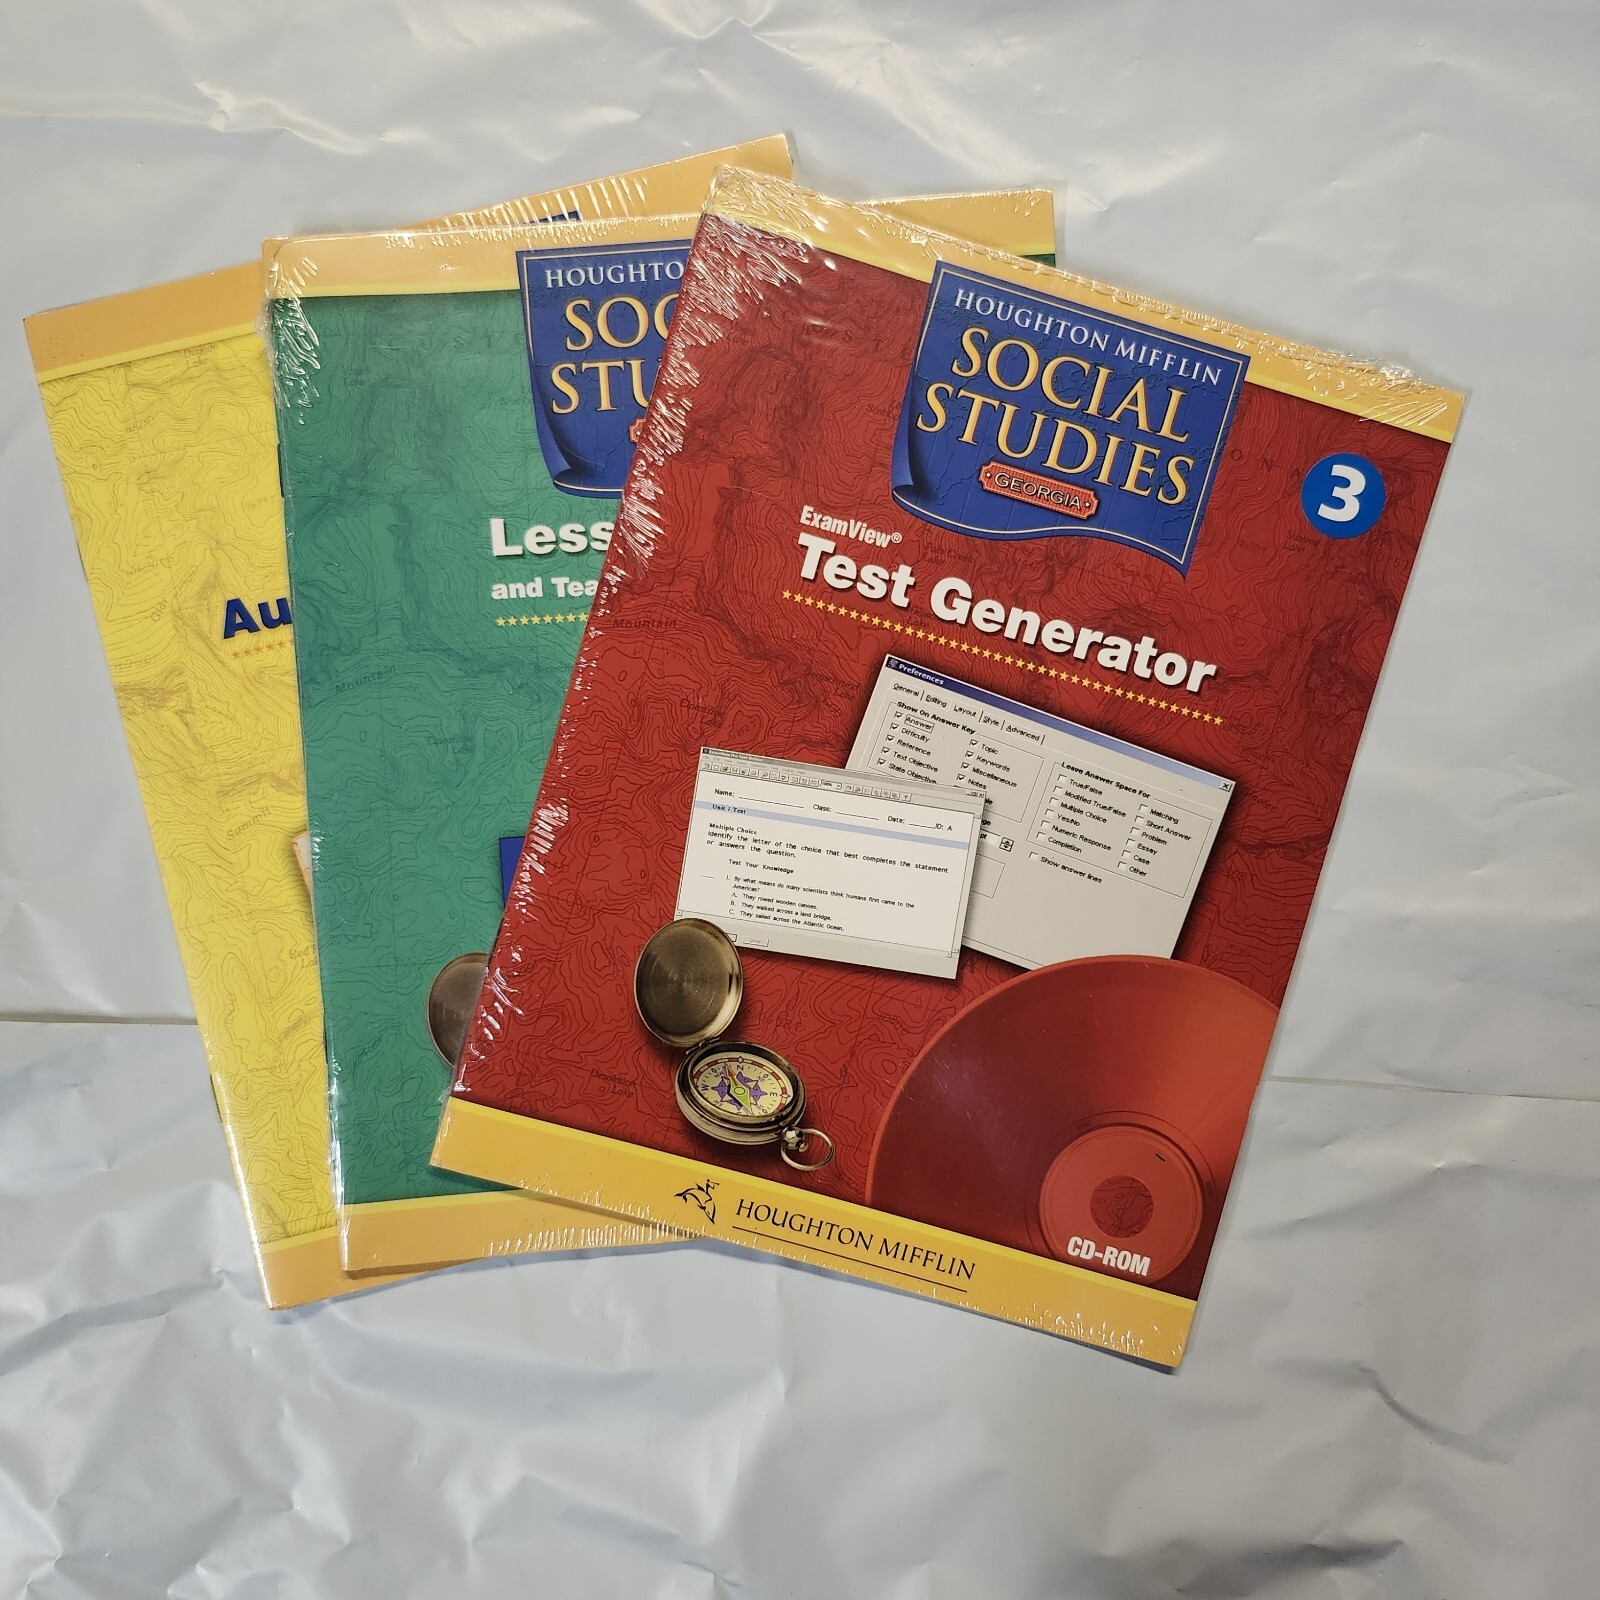 Au
HOUGHTO
SOC
STU
Less
and Tea
HOUGHTON MIFFLIN
SOCIAL
STUDIES
GEORGIA
3
ExamView®
Test Generator
Preferences
General Editing Layout Style Advanced
Show On Answer Key
Answer
Difficulty
Reference
Text Objective
State Objective
Topic
Keywords
Miscellaneous
Notes
Leave Answer Space For
True/False
Modified True/False
Multiple Choice
Yes/No
Numeric Response
Completion
Matching
Short Answer
Problem
Essay
Case
Other
Show answer lines
Name: Class: Date: ID: A
Unit 1 Test
Multiple Choice
Identify the letter of the choice that best completes the statement
or answers the question.
Test Your Knowledge
1. By what means do many scientists think humans first came to the
Americas?
A. They rowed wooden canoes.
B. They walked across a land bridge.
C. They sailed across the Atlantic Ocean.
Mountain
Mountain
Summit
HOUGHTON MIFFLIN
CD-ROM